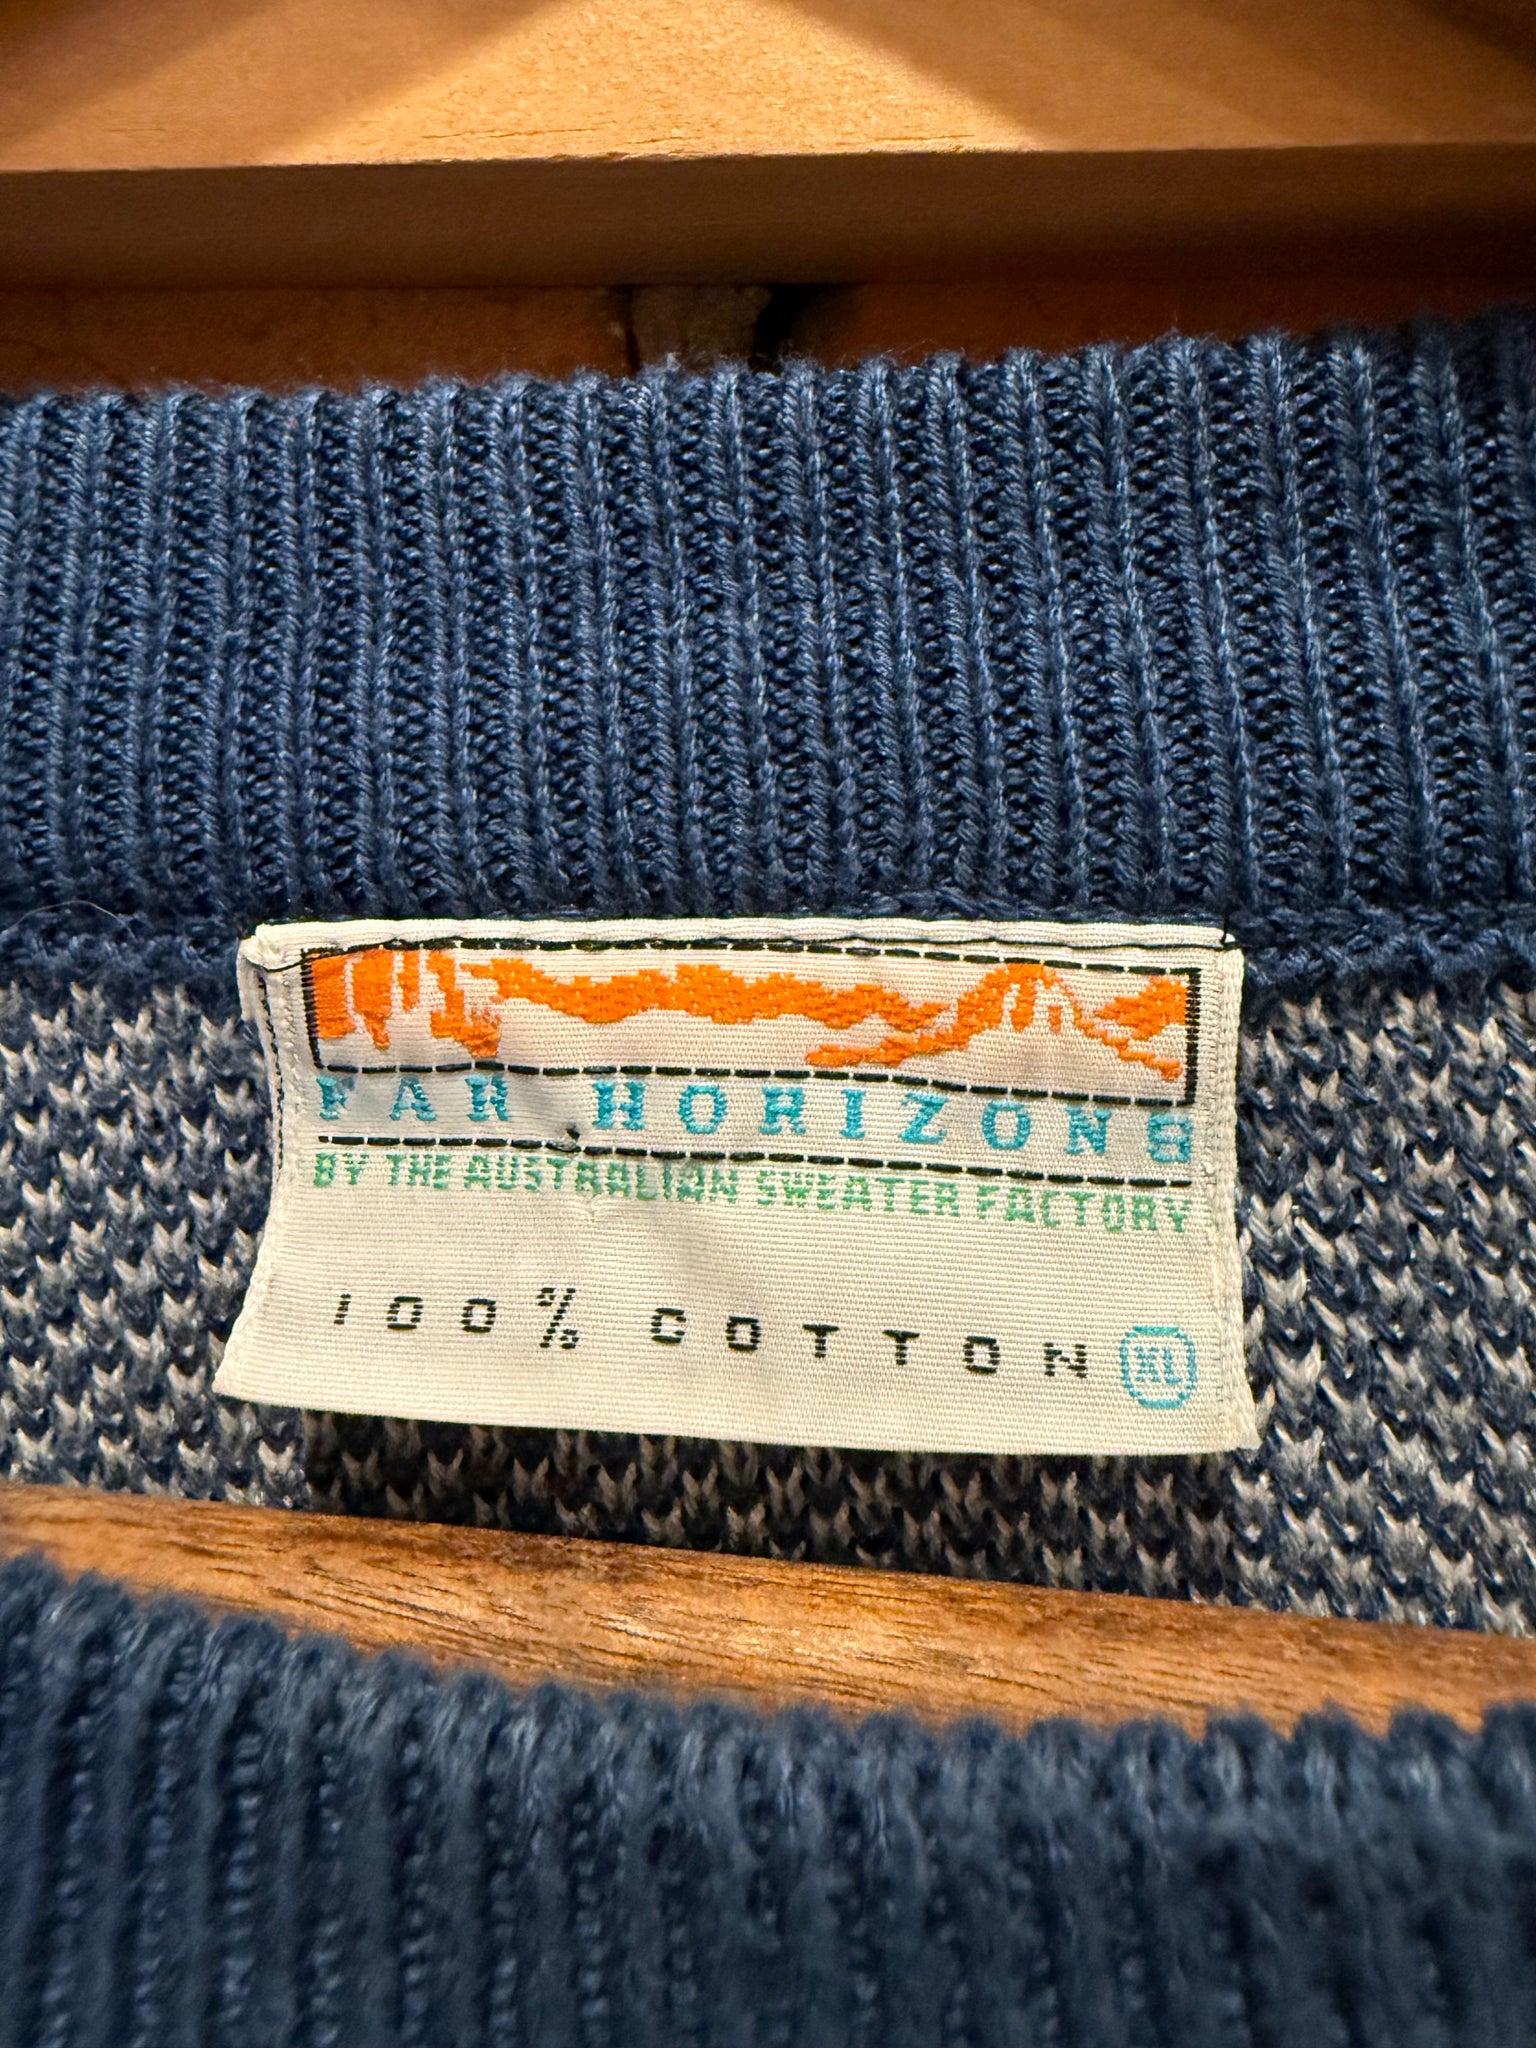 FAR HORIZONS
BY THE AUSTRALIAN SWEATER FACTORY
100% COTTON XL